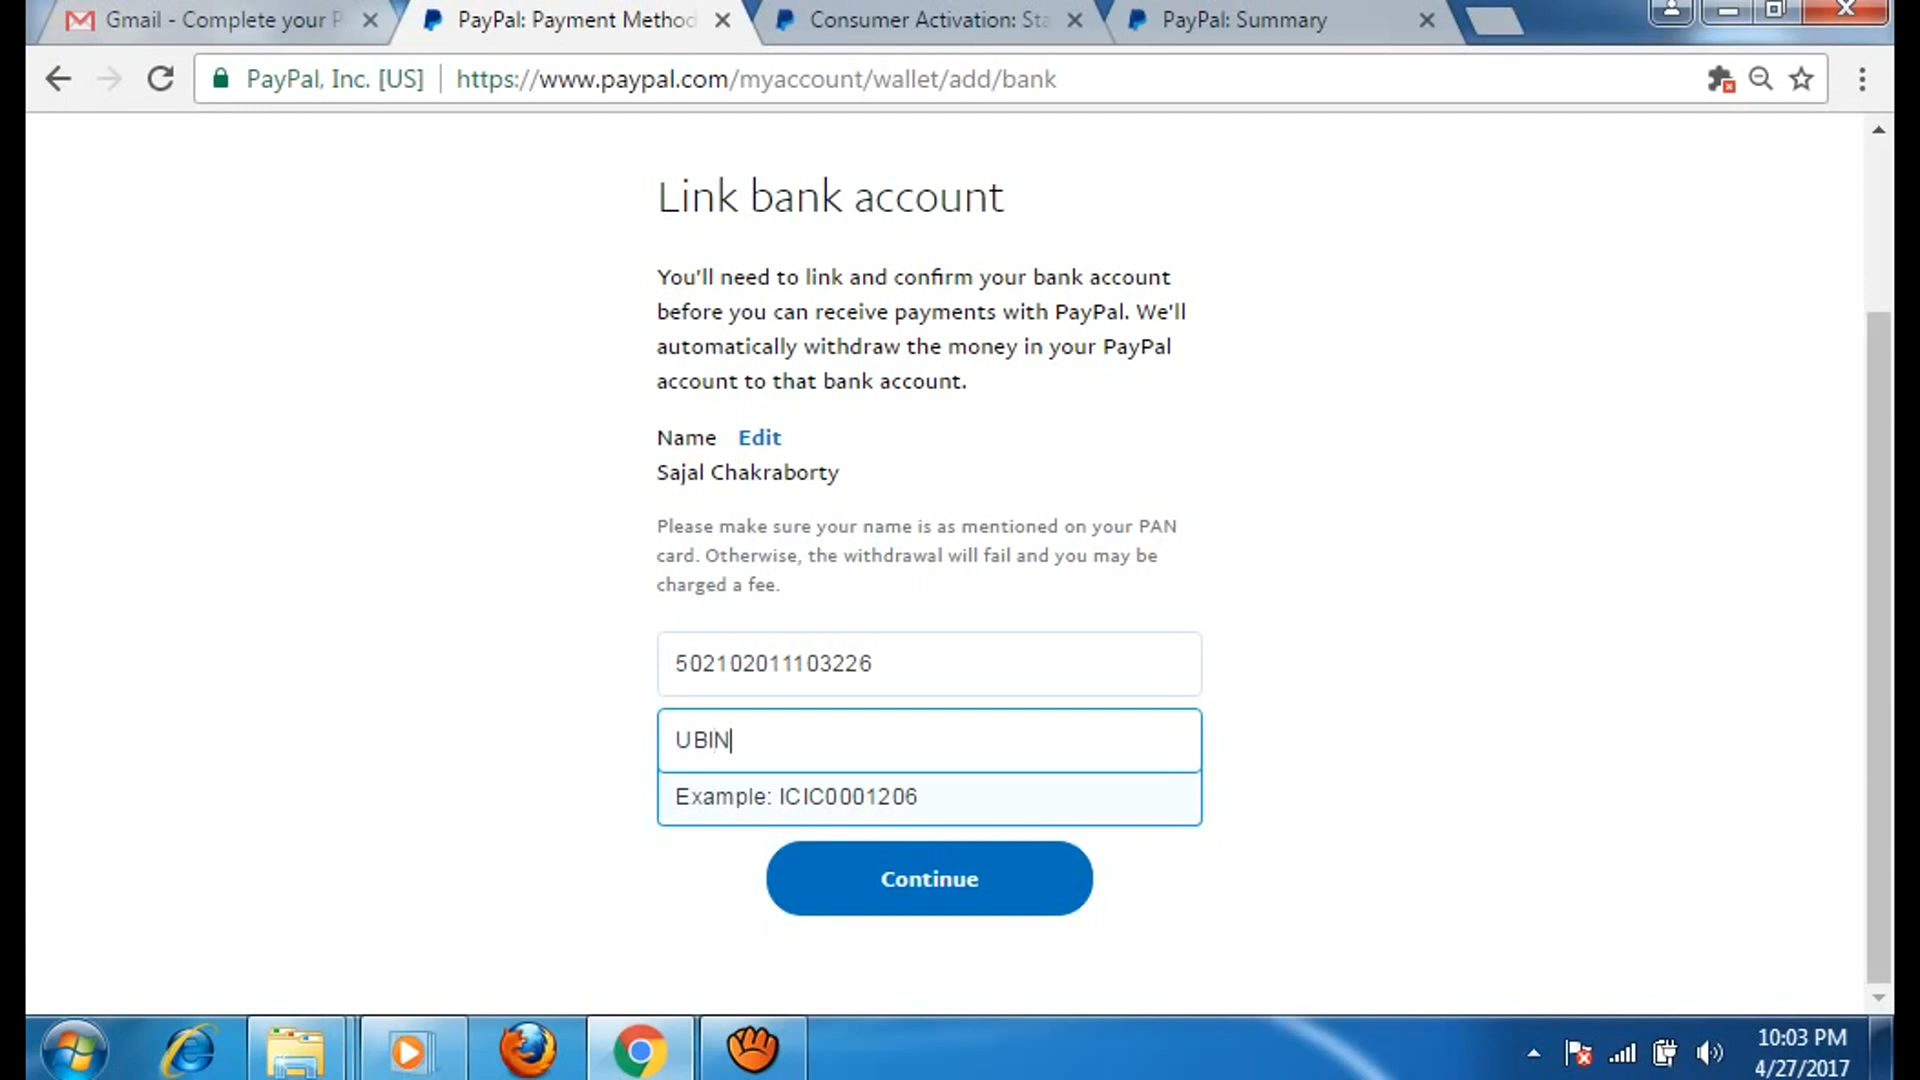 Gmail - Complete your P
PayPal: Payment Method
Consumer Activation: Sta
PayPal: Summary
PayPal, Inc. [US]
https://www.paypal.com/myaccount/wallet/add/bank
Link bank account
You'll need to link and confirm your bank account
before you can receive payments with PayPal. We'll
automatically withdraw the money in your PayPal
account to that bank account.
Name Edit
Sajal Chakraborty
Please make sure your name is as mentioned on your PAN
card. Otherwise, the withdrawal will fail and you may be
charged a fee.
502102011103226
UBIN
Example: ICIC0001206
Continue
10:03 PM
4/27/2017